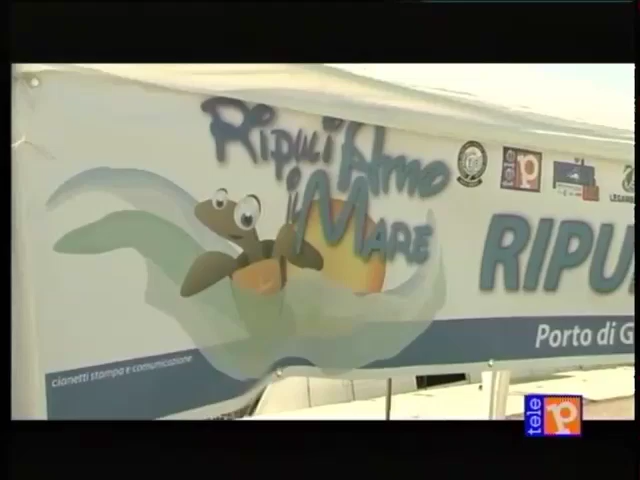 RipuliAmo
il Mare
RIPU
Porto di G
cianetti stampa e comunicazione
tele p